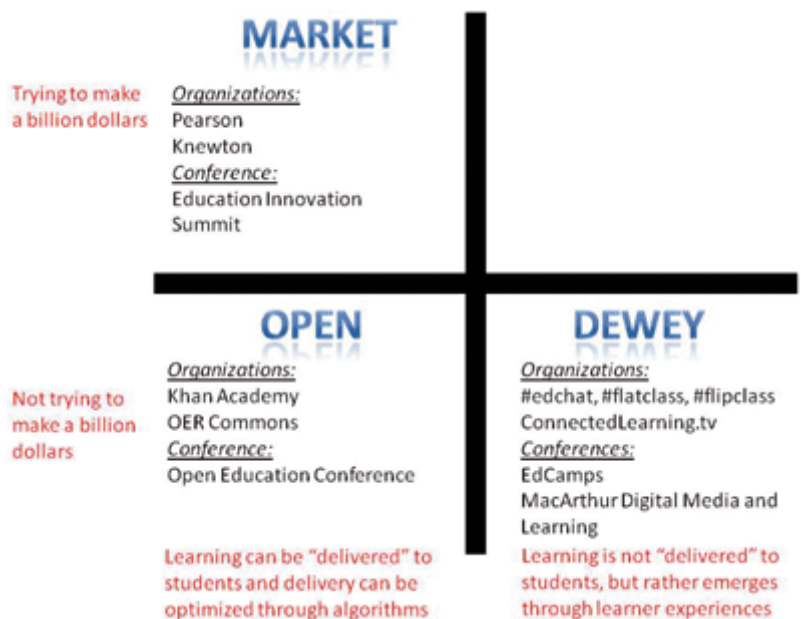 MARKET
Trying to make
a billion dollars
Organizations:
Pearson
Knewton
Conference:
Education Innovation
Summit
OPEN
Not trying to
make a billion
dollars
Organizations:
Khan Academy
OER Commons
Conference:
Open Education Conference
DEWEY
Organizations:
#edchat, #flatclass, #flipclass
ConnectedLearning.tv
Conferences:
EdCamps
MacArthur Digital Media and
Learning
Learning can be “delivered” to
students and delivery can be
optimized through algorithms
Learning is not “delivered” to
students, but rather emerges
through learner experiences